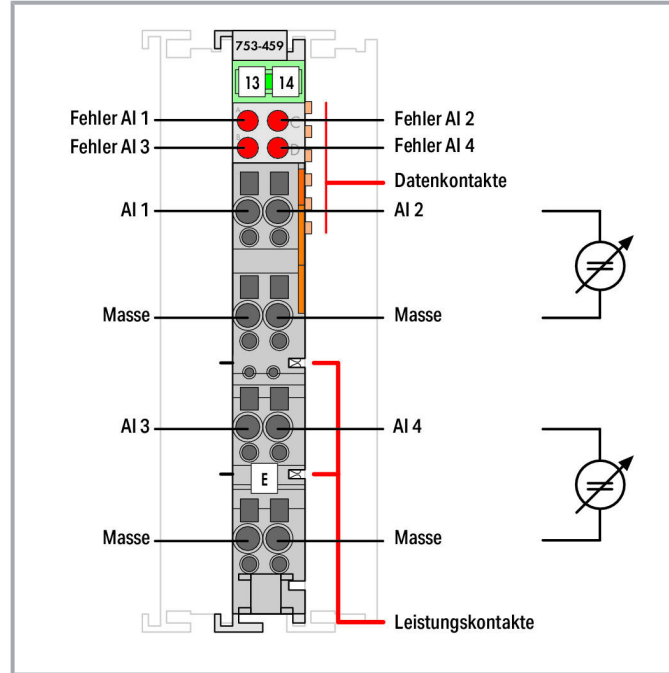 753-459
13 14
Fehler AI 1
A
C
Fehler AI 2
Fehler AI 3
D
Fehler AI 4
Datenkontakte
AI 1
AI 2
Masse
Masse
AI 3
AI 4
E
Masse
Masse
Leistungskontakte